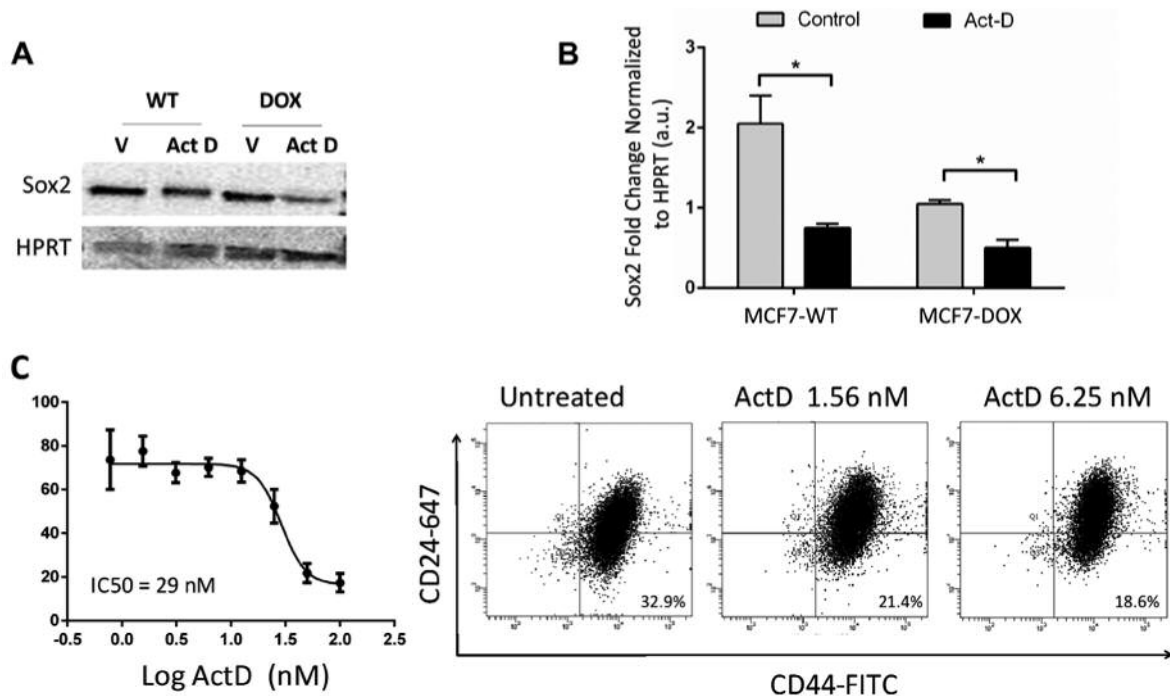 A
WT DOX
V Act D V Act D
Sox2
HPRT
B
Control Act-D
Sox2 Fold Change Normalized
to HPRT (a.u.)
3
2
1
0
*
*
MCF7-WT MCF7-DOX
C
100
80
60
40
20
0
IC50 = 29 nM
-0.5 0.0 0.5 1.0 1.5 2.0 2.5
Log ActD (nM)
Untreated ActD 1.56 nM ActD 6.25 nM
CD24-647
32.9% 21.4% 18.6%
CD44-FITC